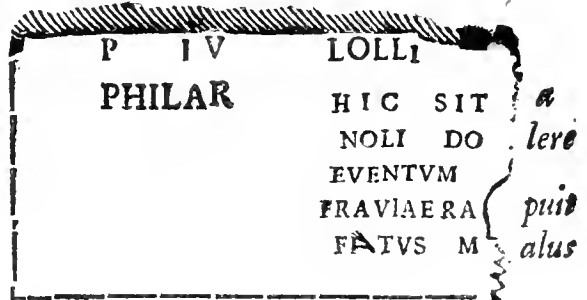 P IV LOLLI
PHILAR HIC SIT a
NOLI DO lere
EVENTVM
FRAVIAERA puit
FATVS M alus